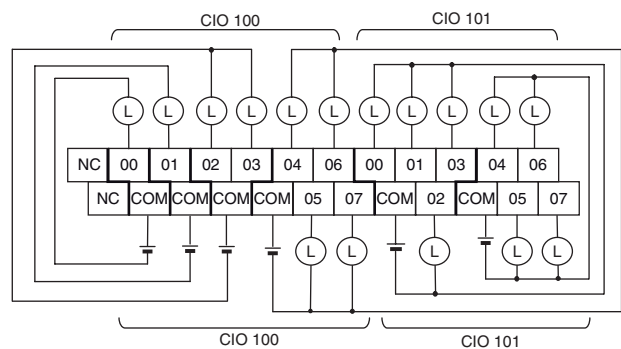 CIO 100 CIO 101
L L L L L L L L L L L
NC 00 01 02 03 04 06 00 01 03 04 06
NC COM COM COM COM 05 07 COM 02 COM 05 07
L L L L L
CIO 100 CIO 101